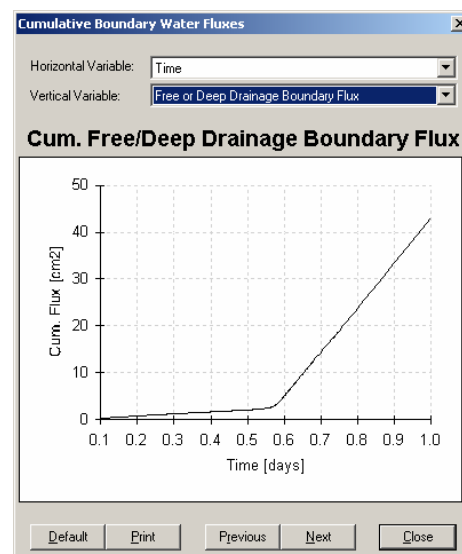 Cumulative Boundary Water Fluxes
Horizontal Variable: Time
Vertical Variable: Free or Deep Drainage Boundary Flux
Cum. Free/Deep Drainage Boundary Flux
50
40
30
20
10
0
Cum. Flux [cm2]
0.1 0.2 0.3 0.4 0.5 0.6 0.7 0.8 0.9 1.0
Time [days]
Default Print Previous Next Close